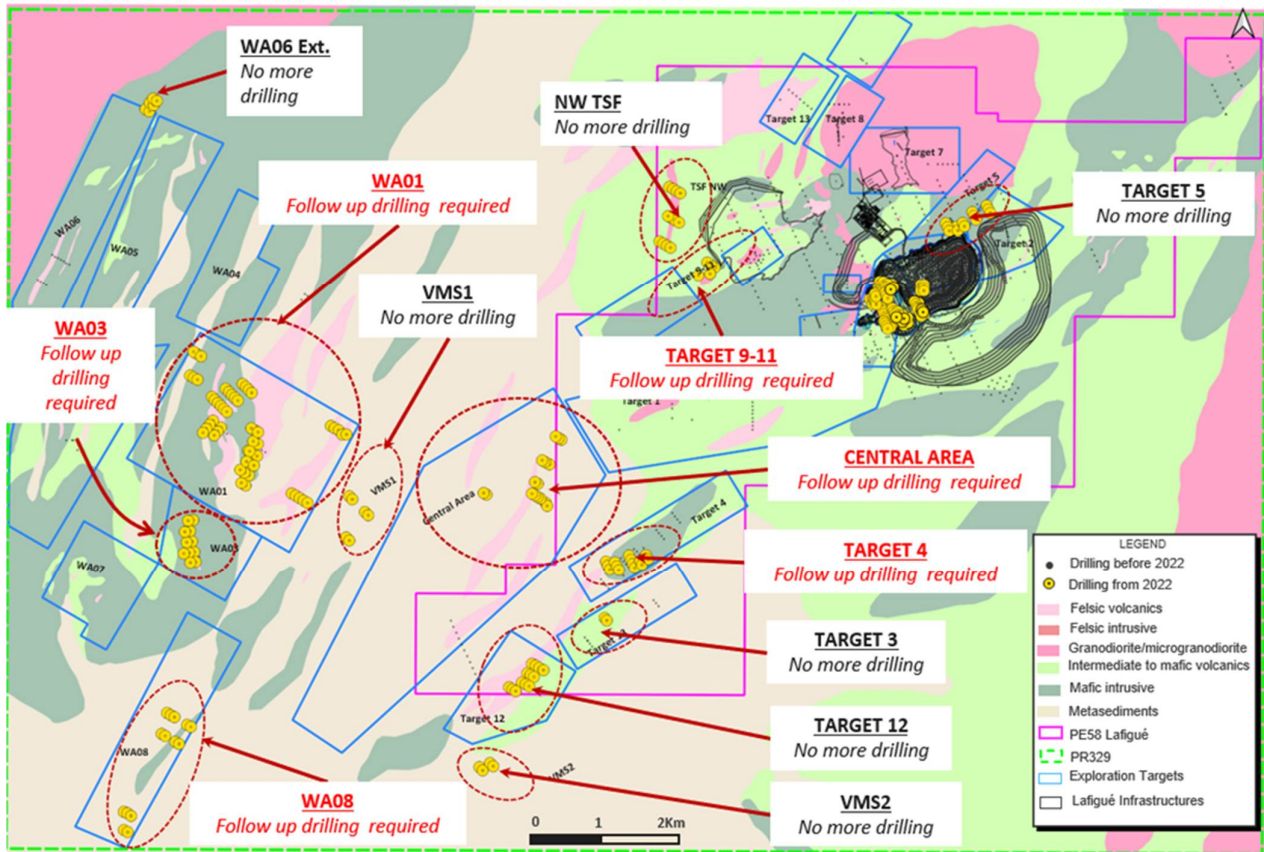 WA06 Ext.
No more
drilling
NW TSF
No more drilling
Target 13
Target 8
Target 7
WA01
Follow up drilling required
TSF NW
Target 5
TARGET 5
No more drilling
WA06
WA05
WA04
Target 2
VMS1
No more drilling
Target 9-11
WA03
Follow up
drilling
required
TARGET 9-11
Follow up drilling required
Target 1
WA01
VMS1
Central Area
CENTRAL AREA
Follow up drilling required
Target 4
WA03
WA07
TARGET 4
Follow up drilling required
TARGET 3
No more drilling
Target 12
TARGET 12
No more drilling
WA08
VMS2
WA08
Follow up drilling required
VMS2
No more drilling
0 1 2Km
LEGEND
Drilling before 2022
Drilling from 2022
Felsic volcanics
Felsic intrusive
Granodiorite/microgranodiorite
Intermediate to mafic volcanics
Mafic intrusive
Metasediments
PE58 Lafigué
PR329
Exploration Targets
Lafigué Infrastructures